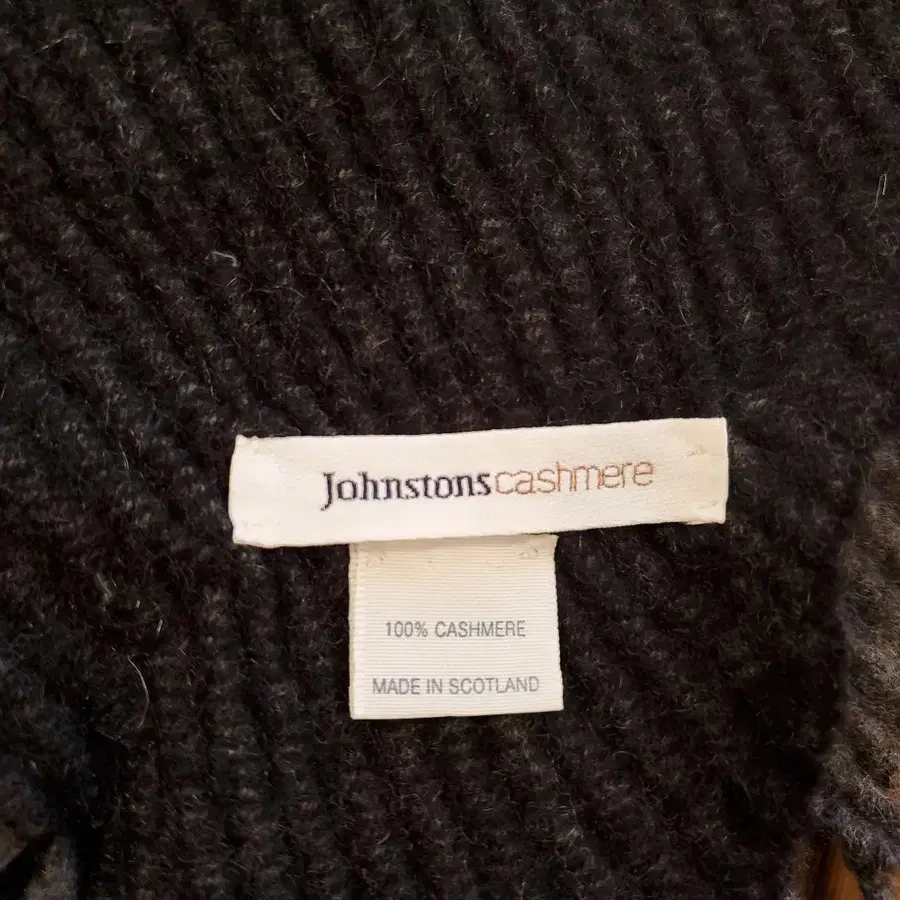 Johnstonscashmere
100% CASHMERE
MADE IN SCOTLAND